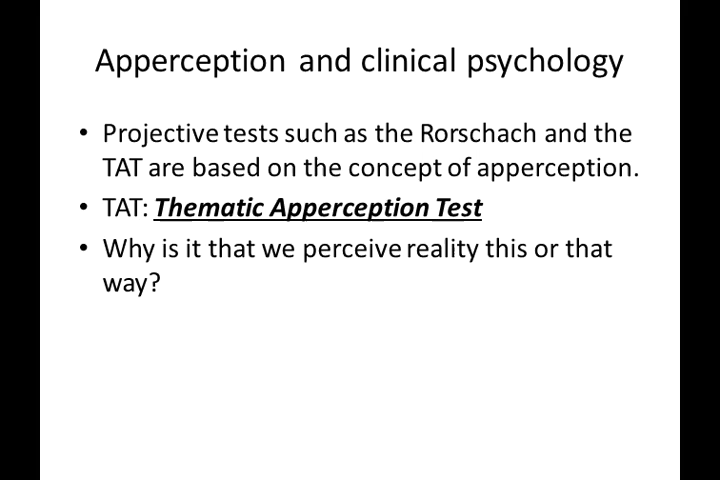 Apperception and clinical psychology
• Projective tests such as the Rorschach and the
TAT are based on the concept of apperception.
• TAT: Thematic Apperception Test
• Why is it that we perceive reality this or that
way?